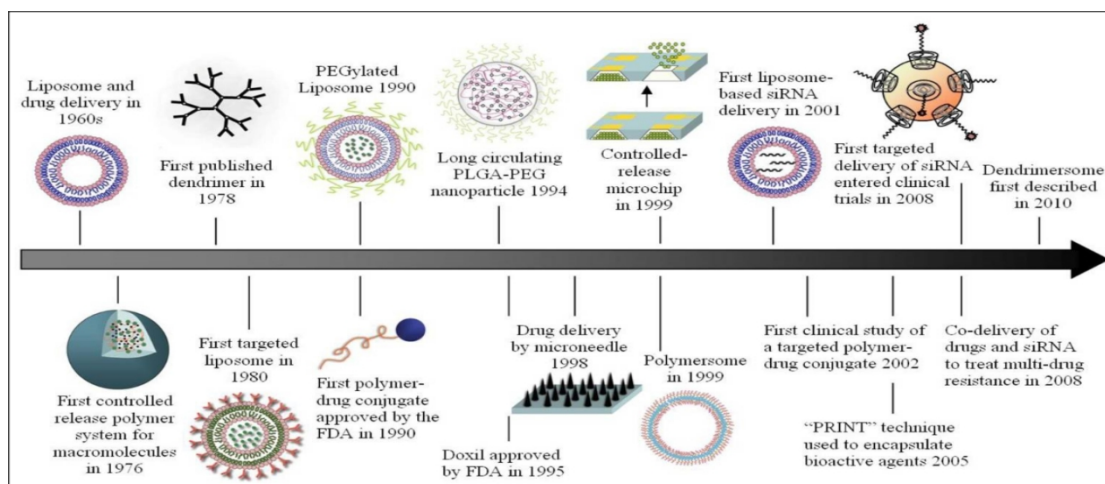 Liposome and
drug delivery in
1960s
First published
dendrimer in
1978
PEGylated
Liposome 1990
Long circulating
PLGA-PEG
nanoparticle 1994
Controlled-
release
microchip
in 1999
First liposome-
based siRNA
delivery in 2001
First targeted
delivery of siRNA
entered clinical
trials in 2008
Dendrimersome
first described
in 2010
First controlled
release polymer
system for
macromolecules
in 1976
First targeted
liposome in
1980
First polymer-
drug conjugate
approved by the
FDA in 1990
Doxil approved
by FDA in 1995
Drug delivery
by microneedle
1998
Polymersome
in 1999
First clinical study of
a targeted polymer-
drug conjugate 2002
“PRINT” technique
used to encapsulate
bioactive agents 2005
Co-delivery of
drugs and siRNA
to treat multi-drug
resistance in 2008